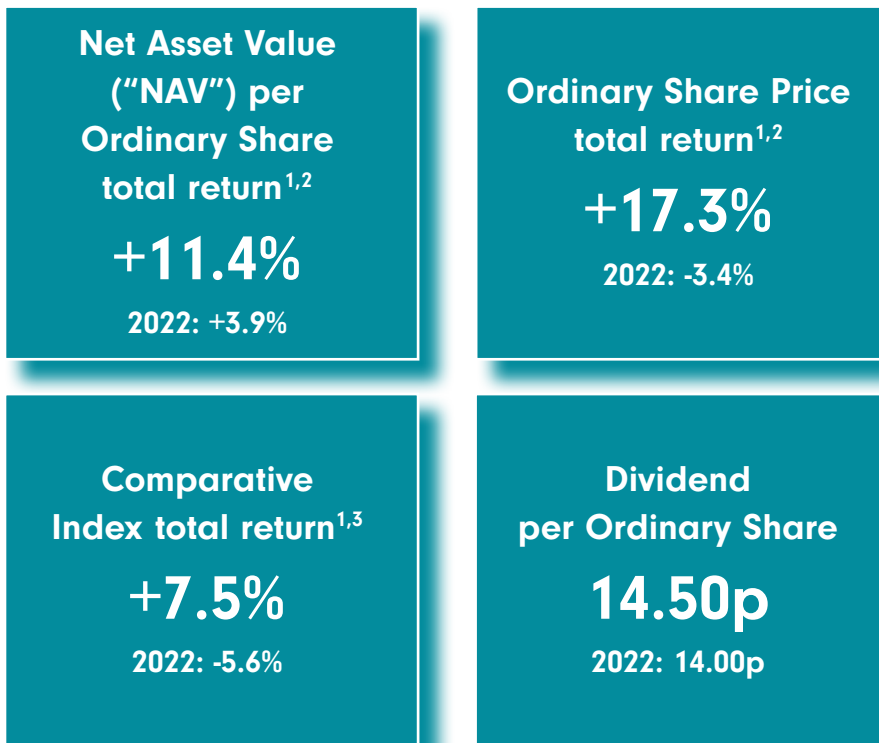 Net Asset Value
(“NAV”) per
Ordinary Share
total return1,2
+11.4%
2022: +3.9%
Ordinary Share Price
total return1,2
+17.3%
2022: -3.4%
Comparative
Index total return1,3
+7.5%
2022: -5.6%
Dividend
per Ordinary Share
14.50p
2022: 14.00p